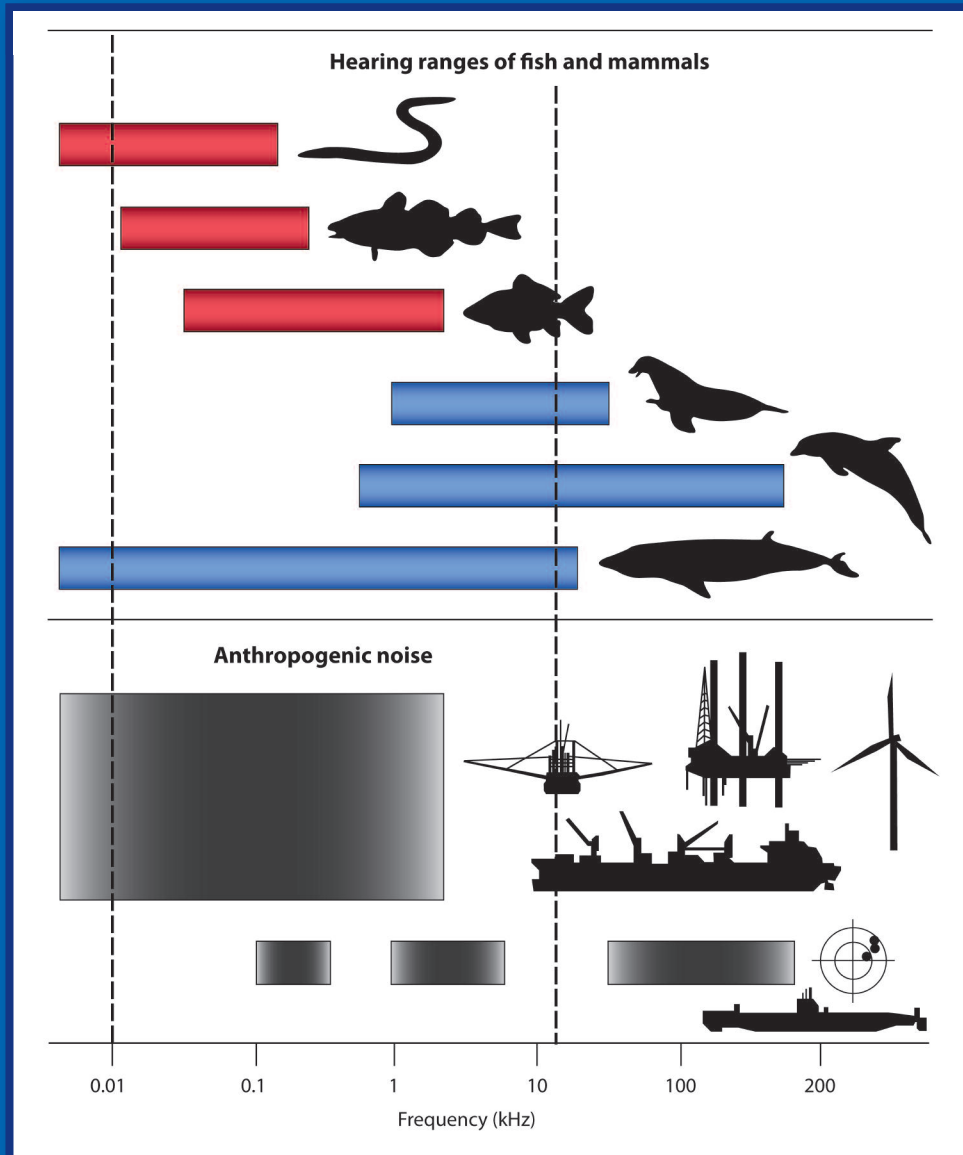 Hearing ranges of fish and mammals
Anthropogenic noise
0.01 0.1 1 10 100 200
Frequency (kHz)